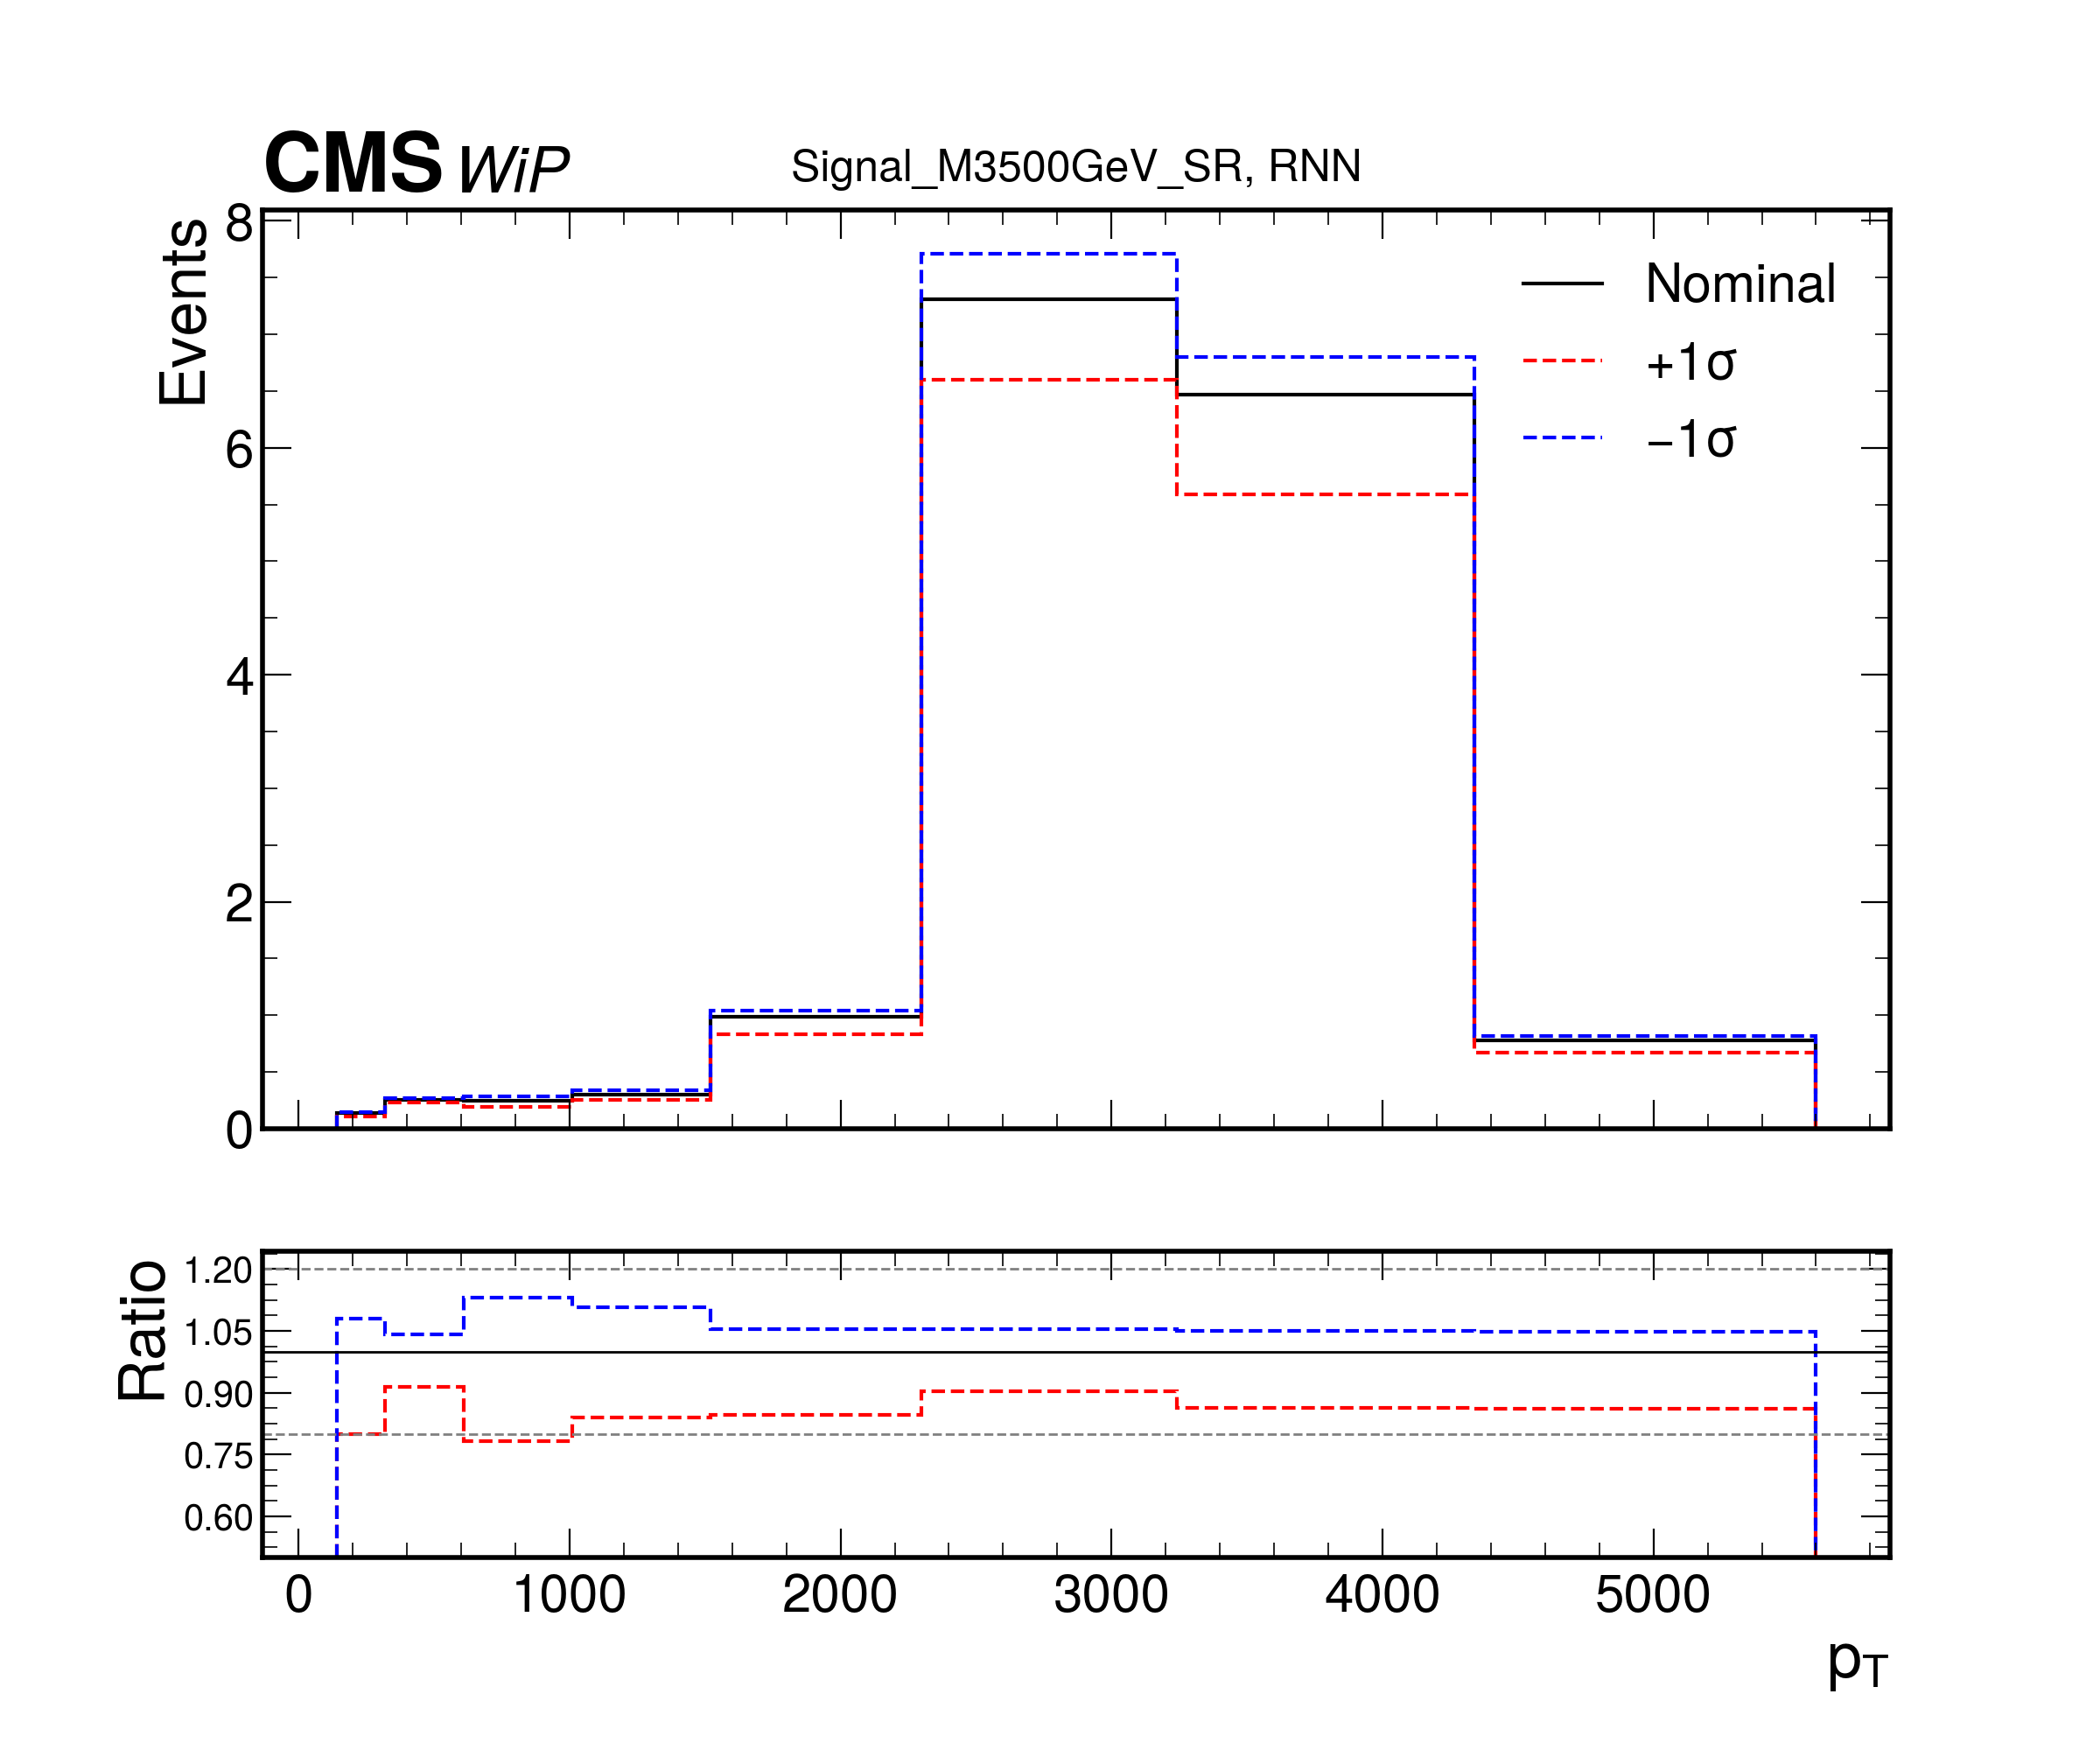 CMS WiP
Signal_M3500GeV_SR, RNN
Events
8
6
4
2
0
Nominal
+1σ
−1σ
Ratio
1.20
1.05
0.90
0.75
0.60
0 1000 2000 3000 4000 5000
pT